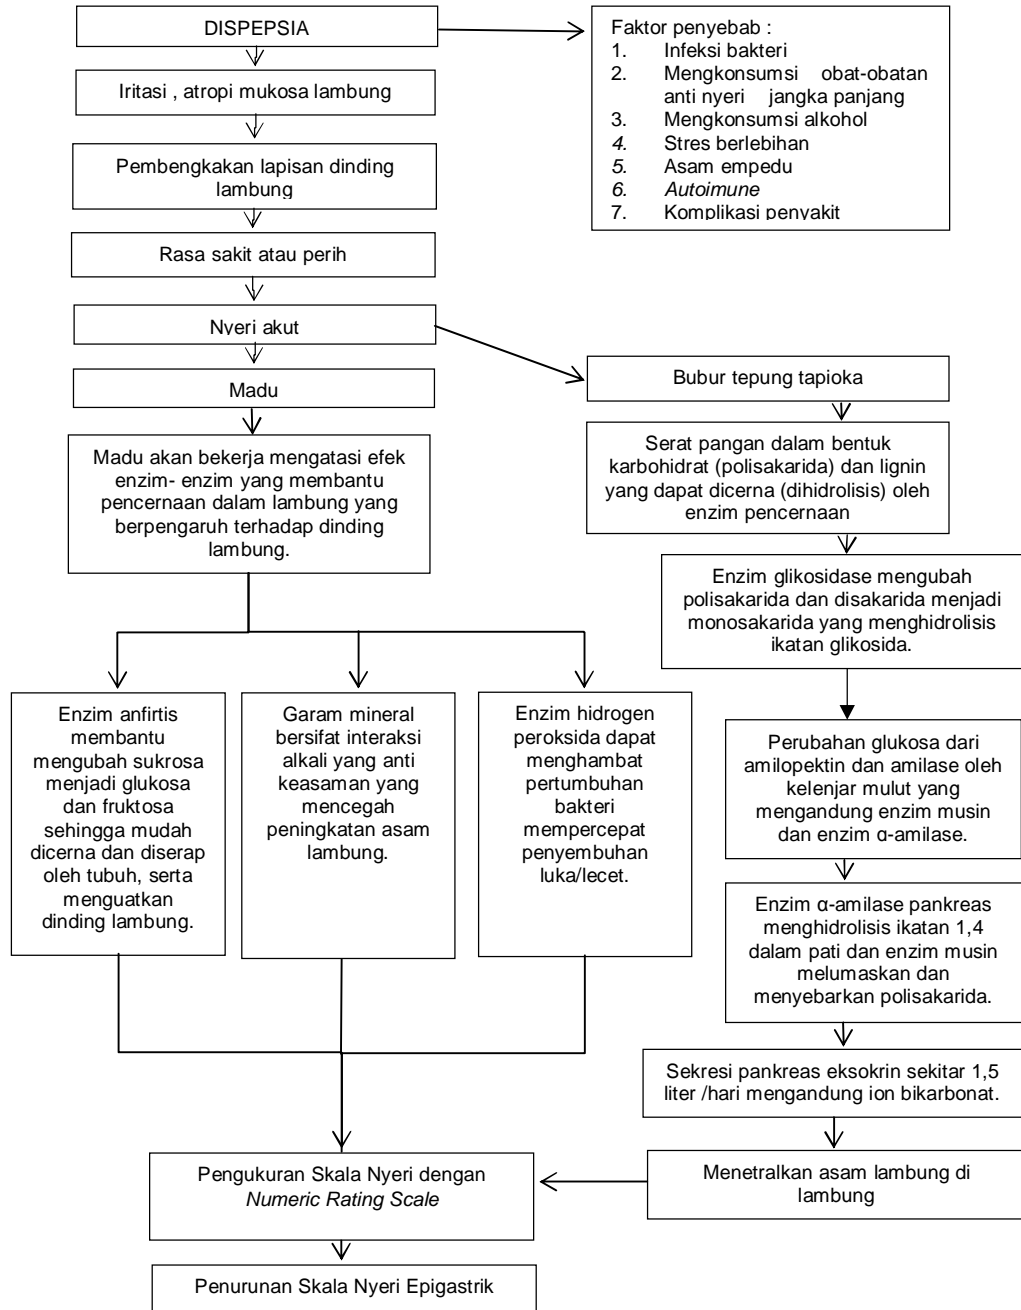 DISPEPSIA
Faktor penyebab :
1. Infeksi bakteri
2. Mengkonsumsi obat-obatan
anti nyeri jangka panjang
3. Mengkonsumsi alkohol
4. Stres berlebihan
5. Asam empedu
6. Autoimune
7. Komplikasi penyakit
Iritasi , atropi mukosa lambung
Pembengkakan lapisan dinding
lambung
Rasa sakit atau perih
Nyeri akut
Madu
Bubur tepung tapioka
Madu akan bekerja mengatasi efek
enzim- enzim yang membantu
pencernaan dalam lambung yang
berpengaruh terhadap dinding
lambung.
Serat pangan dalam bentuk
karbohidrat (polisakarida) dan lignin
yang dapat dicerna (dihidrolisis) oleh
enzim pencernaan
Enzim glikosidase mengubah
polisakarida dan disakarida menjadi
monosakarida yang menghidrolisis
ikatan glikosida.
Enzim anfirtis
membantu
mengubah sukrosa
menjadi glukosa
dan fruktosa
sehingga mudah
dicerna dan diserap
oleh tubuh, serta
menguatkan
dinding lambung.
Garam mineral
bersifat interaksi
alkali yang anti
keasaman yang
mencegah
peningkatan asam
lambung.
Enzim hidrogen
peroksida dapat
menghambat
pertumbuhan
bakteri
mempercepat
penyembuhan
luka/lecet.
Perubahan glukosa dari
amilopektin dan amilase oleh
kelenjar mulut yang
mengandung enzim musin
dan enzim α-amilase.
Enzim α-amilase pankreas
menghidrolisis ikatan 1,4
dalam pati dan enzim musin
melumaskan dan
menyebarkan polisakarida.
Sekresi pankreas eksokrin sekitar 1,5
liter /hari mengandung ion bikarbonat.
Menetralkan asam lambung di
lambung
Pengukuran Skala Nyeri dengan
Numeric Rating Scale
Penurunan Skala Nyeri Epigastrik